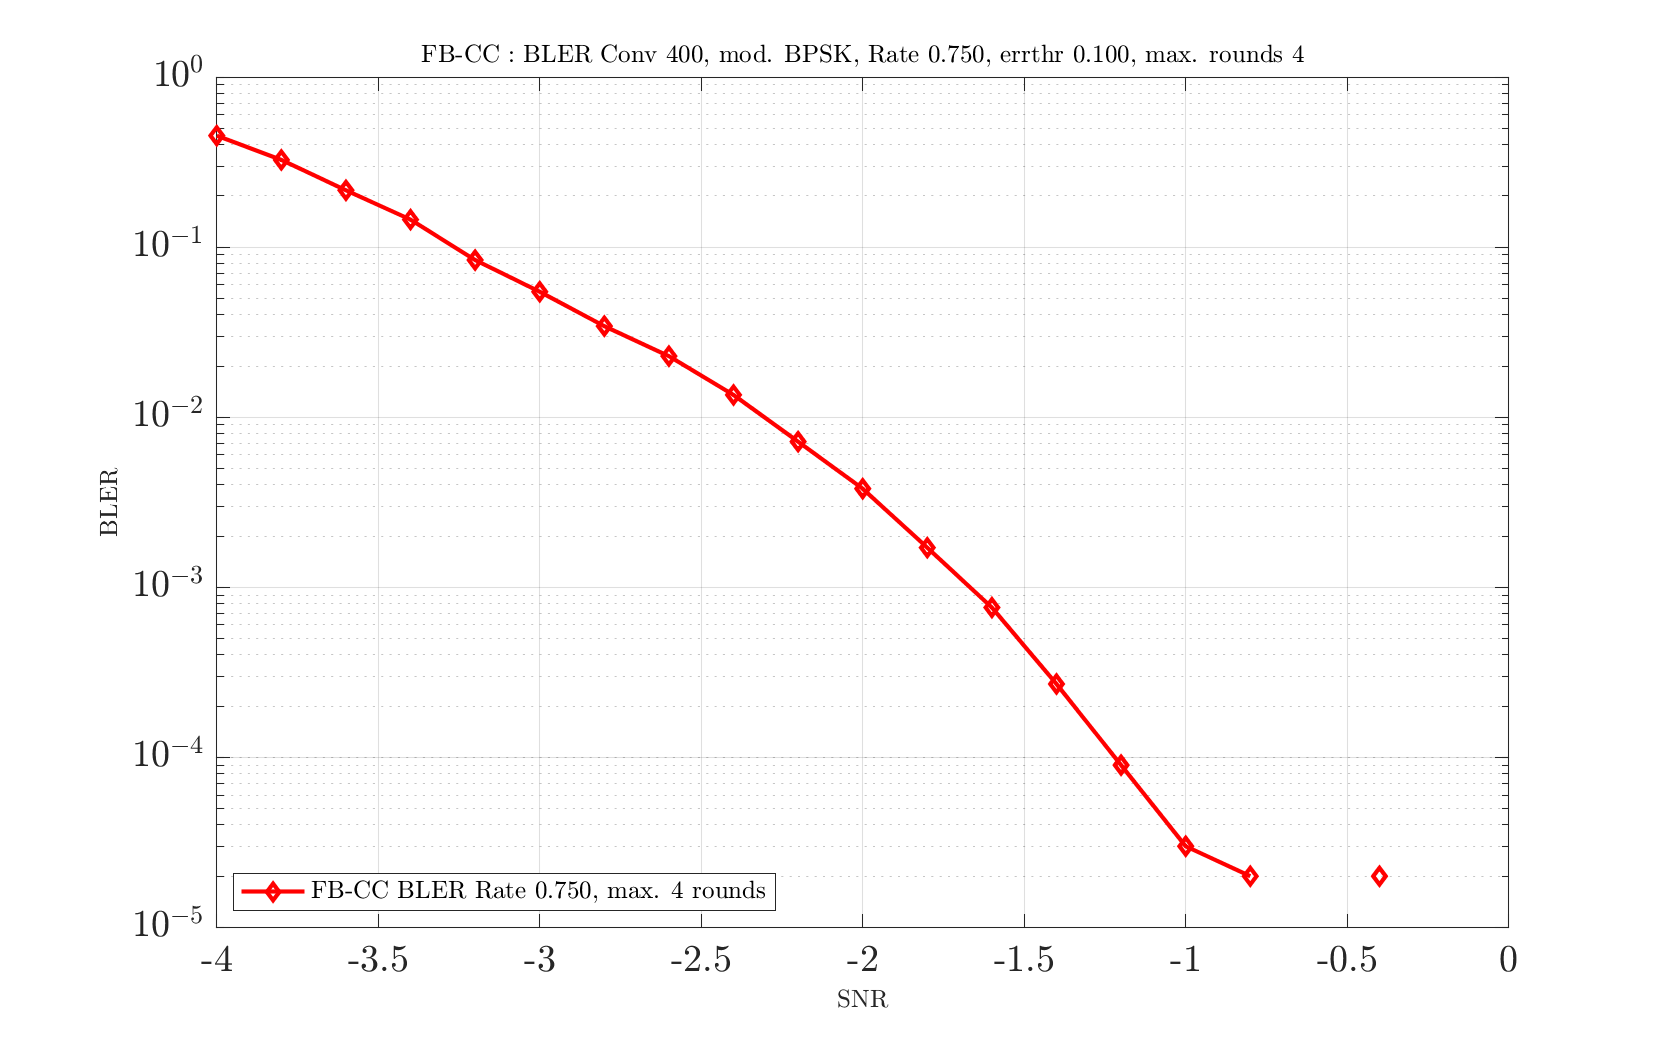 FB-CC : BLER Conv 400, mod. BPSK, Rate 0.750, errthr 0.100, max. rounds 4
10^0
10^-1
10^-2
10^-3
10^-4
10^-5
BLER
FB-CC BLER Rate 0.750, max. 4 rounds
-4 -3.5 -3 -2.5 -2 -1.5 -1 -0.5 0
SNR